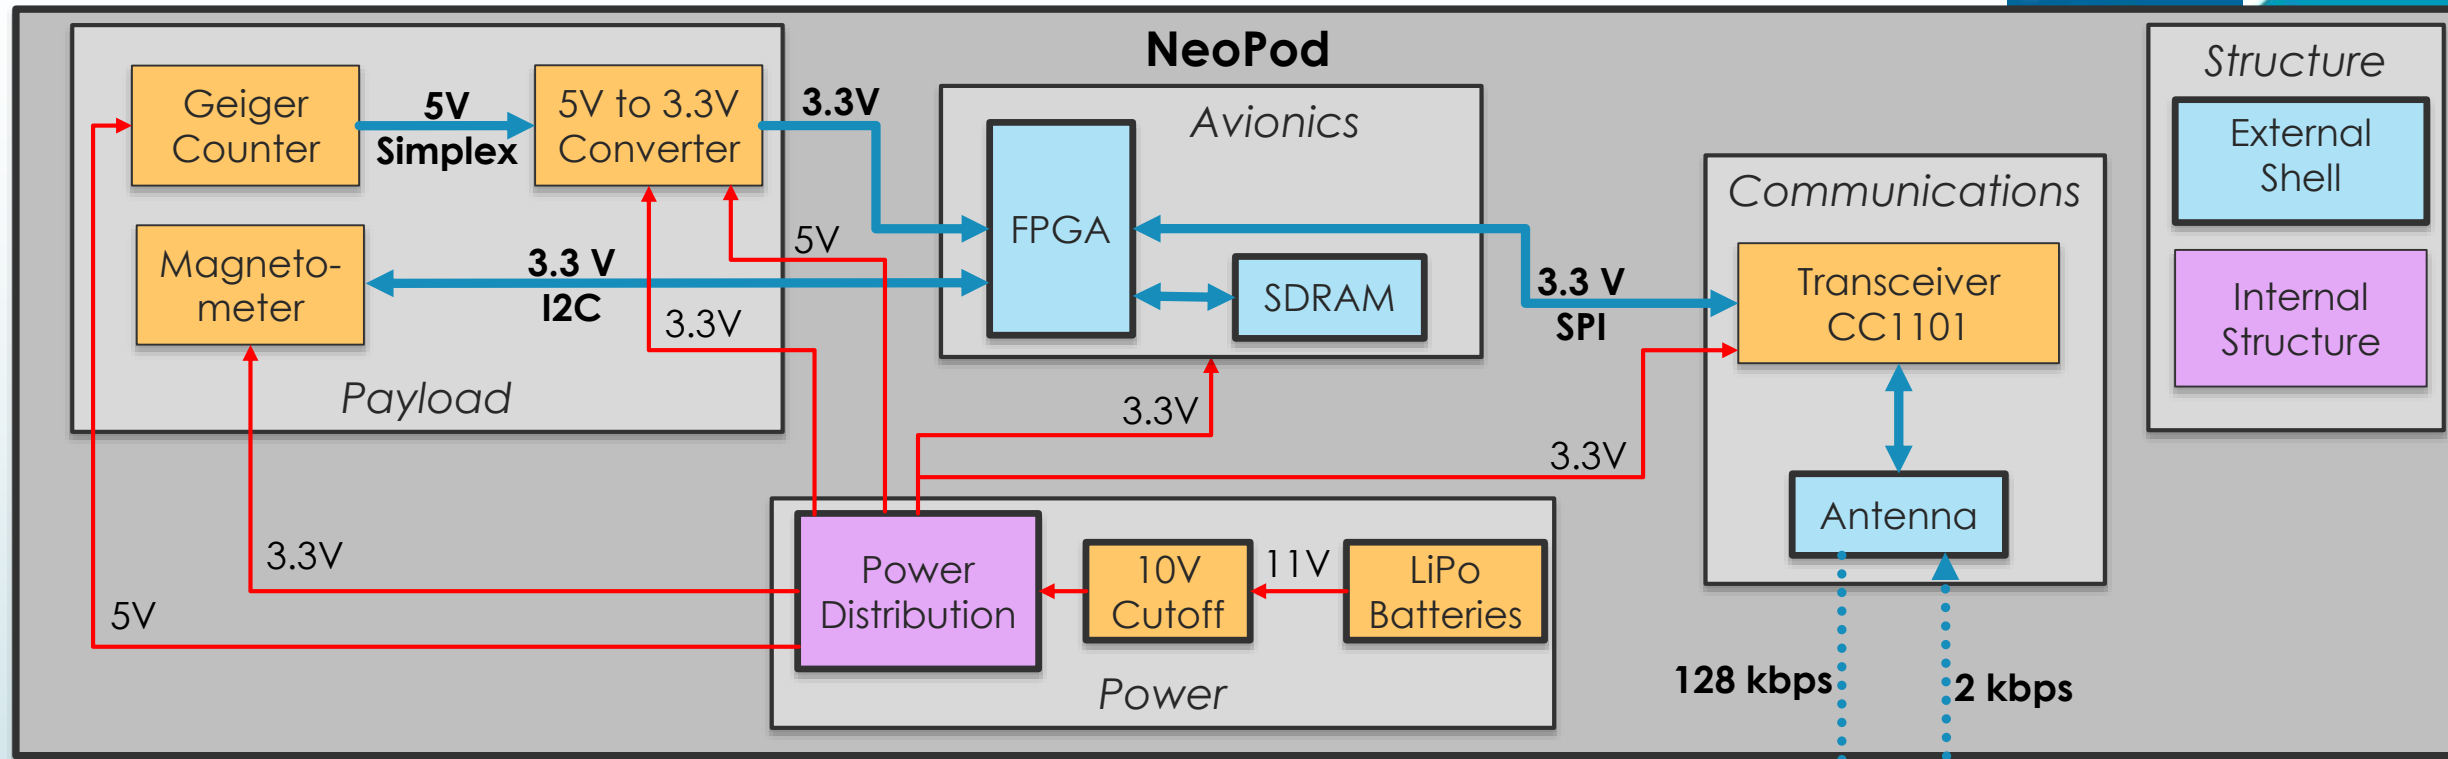 NeoPod
Geiger
Counter
5V
Simplex
5V to 3.3V
Converter
3.3V
Magneto-
meter
3.3 V
I2C
5V
3.3V
Payload
Avionics
FPGA
SDRAM
3.3V
3.3 V
SPI
3.3V
Communications
Transceiver
CC1101
Antenna
128 kbps
2 kbps
Structure
External
Shell
Internal
Structure
3.3V
5V
Power
Distribution
10V
Cutoff
11V
LiPo
Batteries
Power